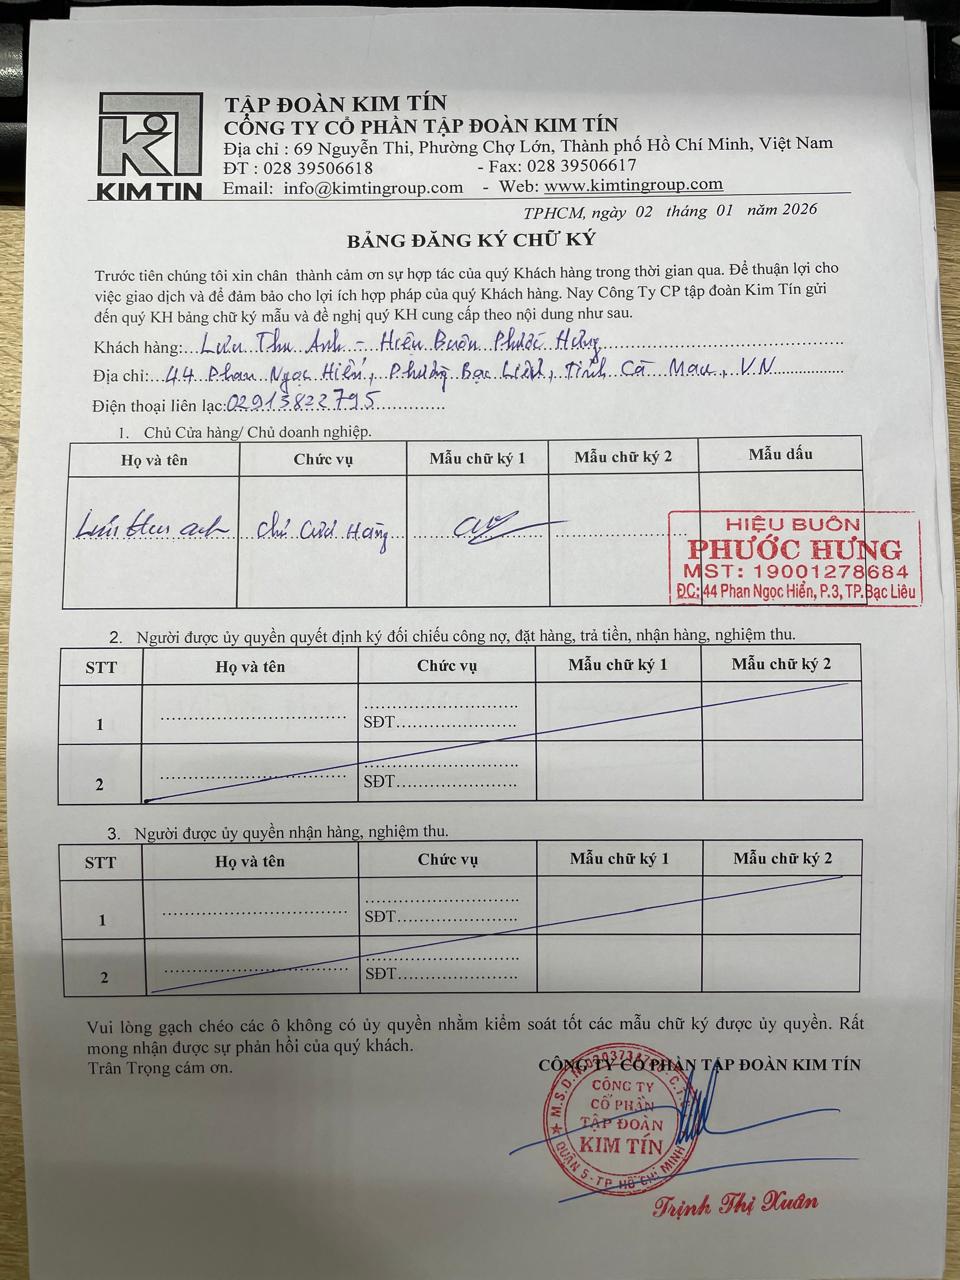 KIM TIN
TẬP ĐOÀN KIM TÍN
CÔNG TY CỔ PHẦN TẬP ĐOÀN KIM TÍN
Địa chỉ : 69 Nguyễn Thi, Phường Chợ Lớn, Thành phố Hồ Chí Minh, Việt Nam
ĐT : 028 39506618 - Fax: 028 39506617
Email: info@kimtingroup.com - Web: www.kimtingroup.com
TPHCM, ngày 02 tháng 01 năm 2026
BẢNG ĐĂNG KÝ CHỮ KÝ
Trước tiên chúng tôi xin chân thành cảm ơn sự hợp tác của quý Khách hàng trong thời gian qua. Để thuận lợi cho
việc giao dịch và để đảm bảo cho lợi ích hợp pháp của quý Khách hàng. Nay Công Ty CP tập đoàn Kim Tín gửi
đến quý KH bảng chữ ký mẫu và đề nghị quý KH cung cấp theo nội dung như sau.
Khách hàng:...Lưu Thu Anh - Hiệu Buôn Phước Hưng
Địa chỉ:..44 Phan Ngọc Hiển, Phường Bạc Liêu, Tỉnh Cà Mau, VN
Điện thoại liên lạc:02913822795
1. Chủ Cửa hàng/ Chủ doanh nghiệp.
Họ và tên Chức vụ Mẫu chữ ký 1 Mẫu chữ ký 2 Mẫu dấu
Lưu thu anh Chủ Cửa Hàng
HIỆU BUÔN
PHƯỚC HƯNG
MST: 19001278684
ĐC: 44 Phan Ngọc Hiển, P.3, TP.Bạc Liêu
2. Người được ủy quyền quyết định ký đối chiếu công nợ, đặt hàng, trả tiền, nhận hàng, nghiệm thu.
STT Họ và tên Chức vụ Mẫu chữ ký 1 Mẫu chữ ký 2
1 SĐT
2 SĐT
3. Người được ủy quyền nhận hàng, nghiệm thu.
STT Họ và tên Chức vụ Mẫu chữ ký 1 Mẫu chữ ký 2
1 SĐT
2 SĐT
Vui lòng gạch chéo các ô không có ủy quyền nhằm kiểm soát tốt các mẫu chữ ký được ủy quyền. Rất
mong nhận được sự phản hồi của quý khách.
Trân Trọng cám ơn.
CÔNG TY CỔ PHẦN TẬP ĐOÀN KIM TÍN
CÔNG TY
CỔ PHẦN
TẬP ĐOÀN
KIM TÍN
QUẬN 5 - TP HỒ CHÍ MINH
Trịnh Thị Xuân